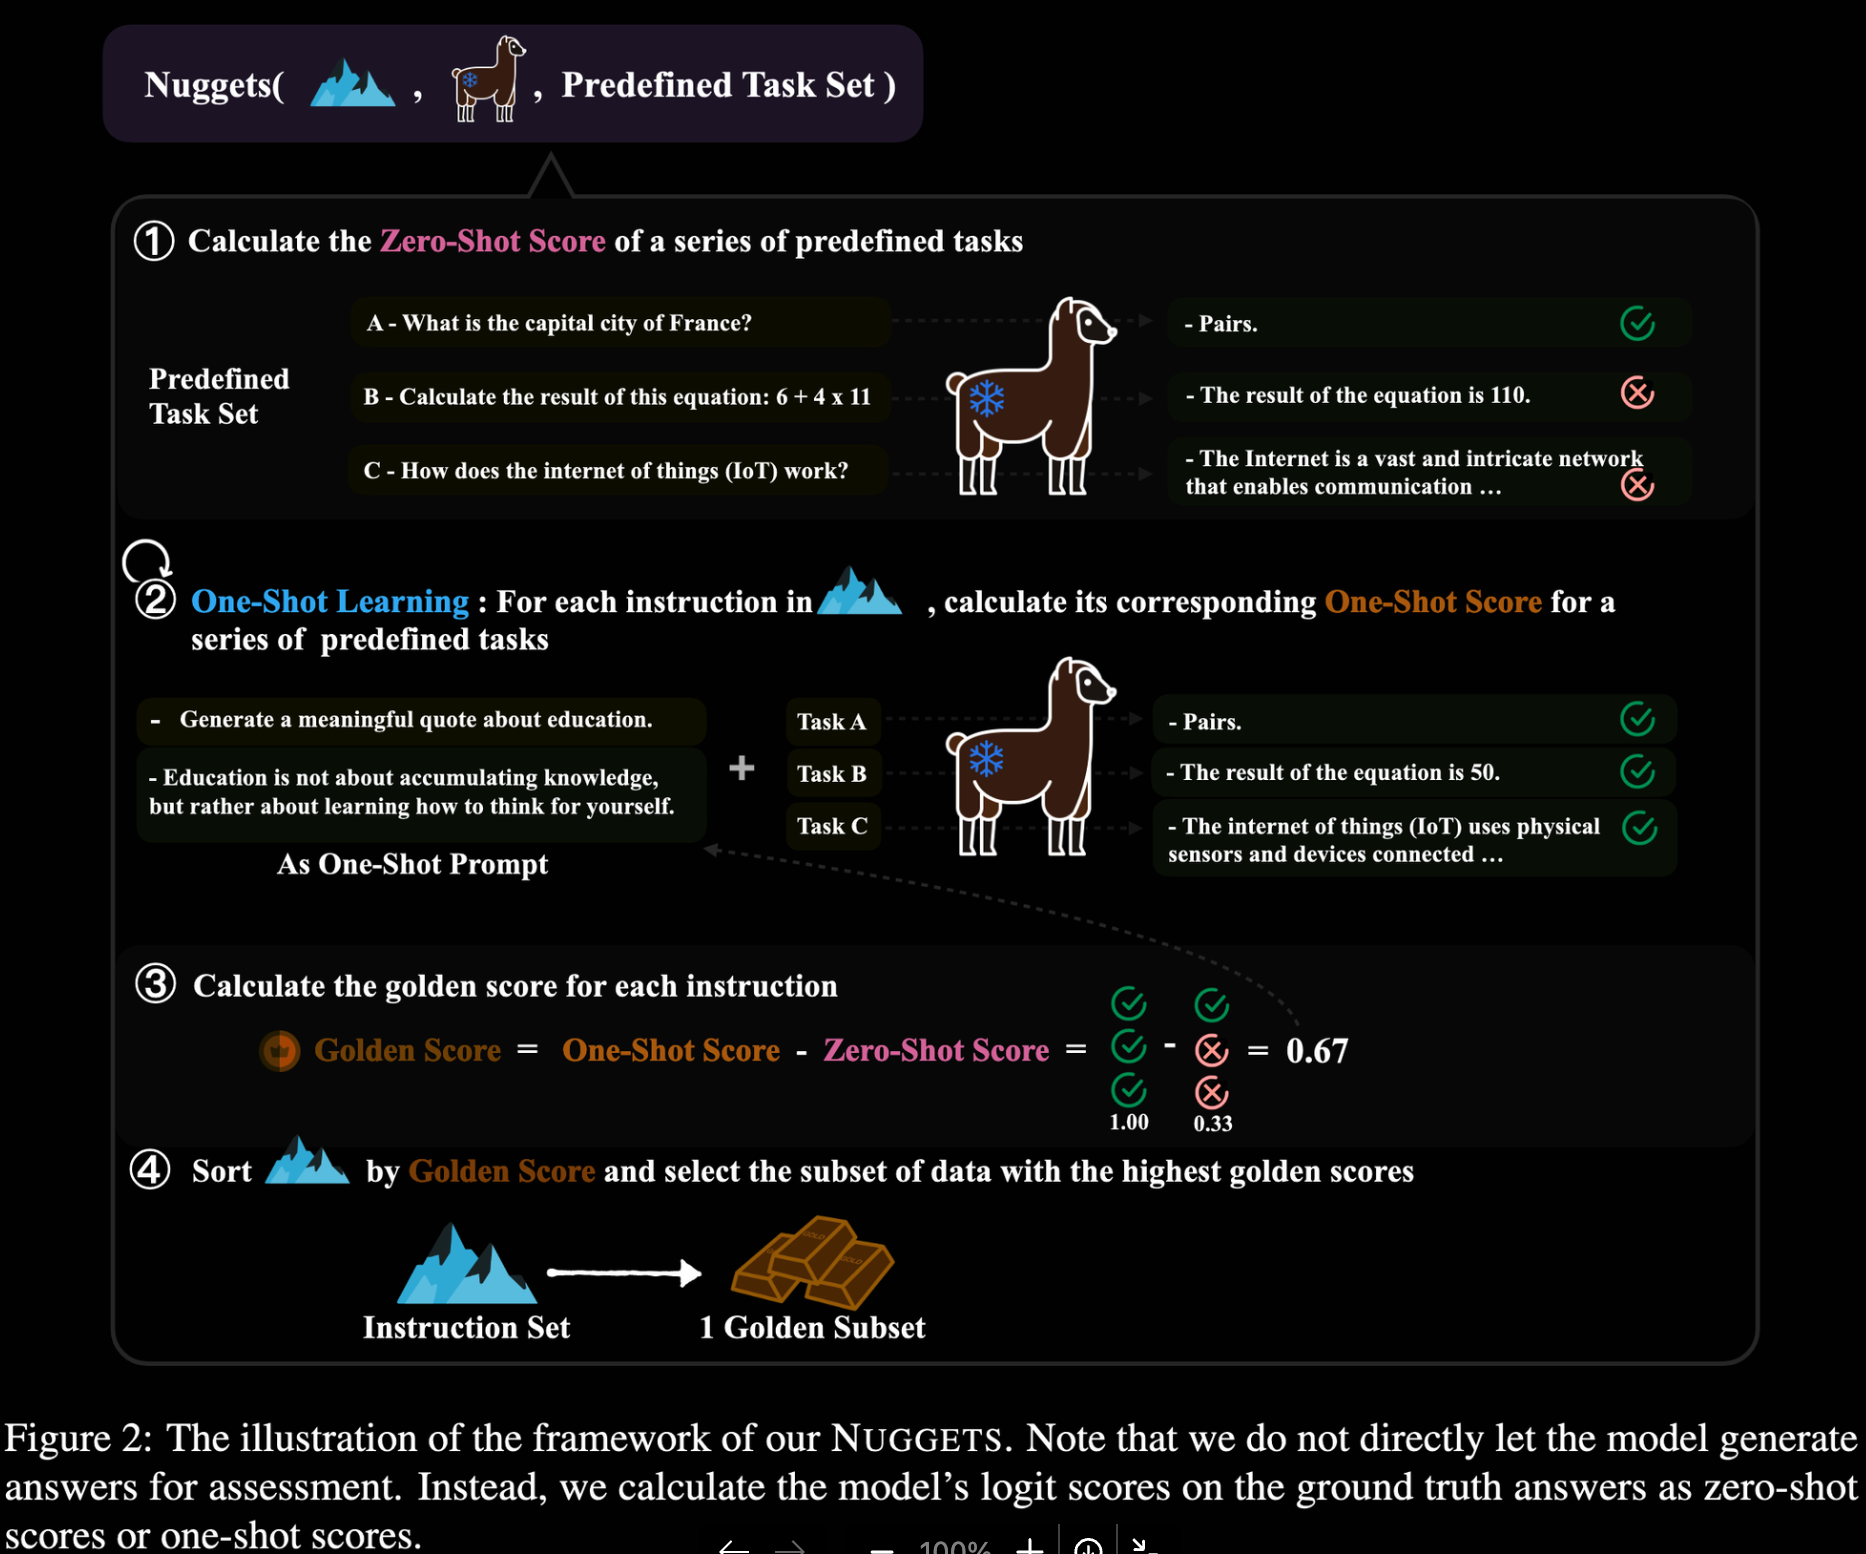 Nuggets( , , Predefined Task Set )
① Calculate the Zero-Shot Score of a series of predefined tasks
A - What is the capital city of France?
- Pairs.
Predefined
Task Set
B - Calculate the result of this equation: 6 + 4 x 11
- The result of the equation is 110.
C - How does the internet of things (IoT) work?
- The Internet is a vast and intricate network
that enables communication ...
② One-Shot Learning : For each instruction in , calculate its corresponding One-Shot Score for a
series of predefined tasks
- Generate a meaningful quote about education.
- Education is not about accumulating knowledge,
but rather about learning how to think for yourself.
As One-Shot Prompt
+
Task A
- Pairs.
Task B
- The result of the equation is 50.
Task C
- The internet of things (IoT) uses physical
sensors and devices connected ...
③ Calculate the golden score for each instruction
Golden Score = One-Shot Score - Zero-Shot Score = - = 0.67
1.00 0.33
④ Sort by Golden Score and select the subset of data with the highest golden scores
GOLD
GOLD
Instruction Set
1 Golden Subset
Figure 2: The illustration of the framework of our NUGGETS. Note that we do not directly let the model generate
answers for assessment. Instead, we calculate the model's logit scores on the ground truth answers as zero-shot
scores or one-shot scores.
100%